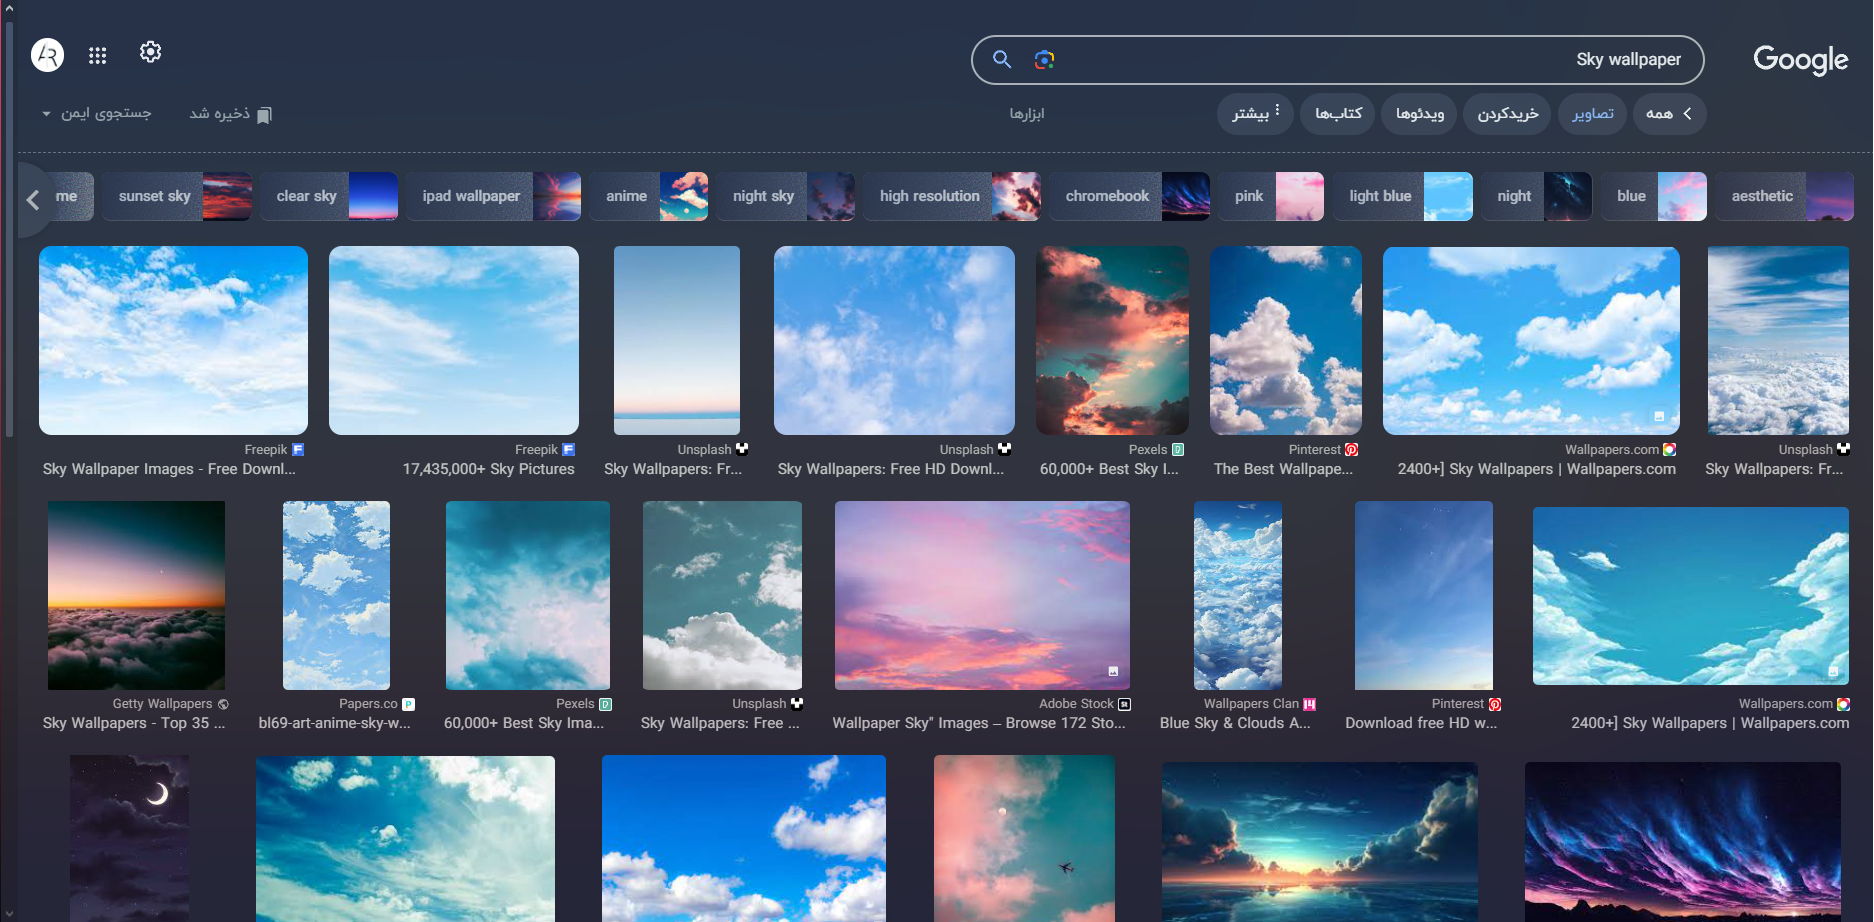 Google
Sky wallpaper
همه
تصاویر
خریدکردن
ویدئوها
کتاب‌ها
بیشتر
ابزارها
ذخیره شد
جستجوی ایمن
me
sunset sky
clear sky
ipad wallpaper
anime
night sky
high resolution
chromebook
pink
light blue
night
blue
aesthetic
Freepik
Sky Wallpaper Images - Free Downl...
Freepik
17,435,000+ Sky Pictures
Unsplash
Sky Wallpapers: Fr...
Unsplash
Sky Wallpapers: Free HD Downl...
Pexels
60,000+ Best Sky I...
Pinterest
The Best Wallpape...
Wallpapers.com
2400+] Sky Wallpapers | Wallpapers.com
Unsplash
Sky Wallpapers: Fr...
Getty Wallpapers
Sky Wallpapers - Top 35 ...
Papers.co
bl69-art-anime-sky-w...
Pexels
60,000+ Best Sky Ima...
Unsplash
Sky Wallpapers: Free ...
Adobe Stock
Wallpaper Sky" Images – Browse 172 Sto...
Wallpapers Clan
Blue Sky & Clouds A...
Pinterest
Download free HD w...
Wallpapers.com
2400+] Sky Wallpapers | Wallpapers.com